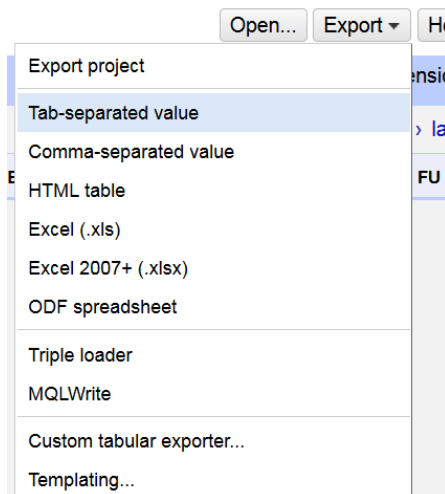 Open... Export H
Export project
Tab-separated value
Comma-separated value
HTML table
FU
Excel (.xls)
Excel 2007+ (.xlsx)
ODF spreadsheet
Triple loader
MQLWrite
Custom tabular exporter...
Templating...